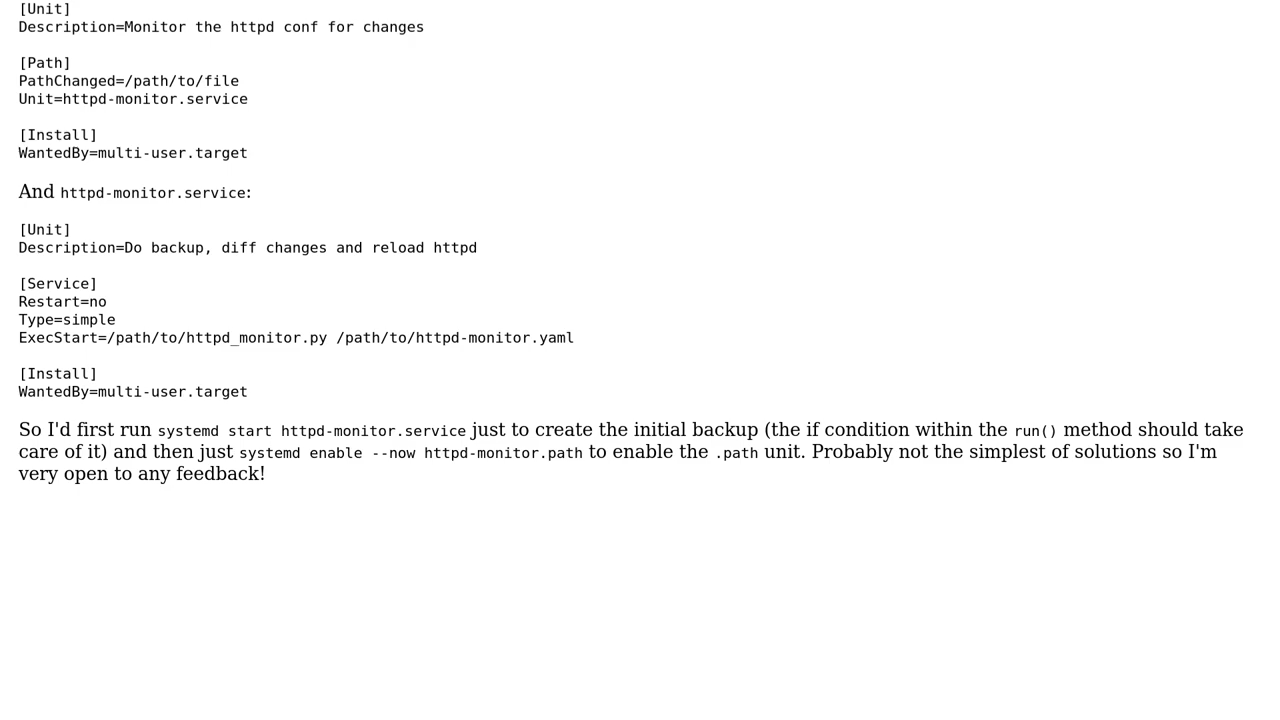 [Unit]
Description=Monitor the httpd conf for changes
[Path]
PathChanged=/path/to/file
Unit=httpd-monitor.service
[Install]
WantedBy=multi-user.target
And httpd-monitor.service:
[Unit]
Description=Do backup, diff changes and reload httpd
[Service]
Restart=no
Type=simple
ExecStart=/path/to/httpd_monitor.py /path/to/httpd-monitor.yaml
[Install]
WantedBy=multi-user.target
So I'd first run systemd start httpd-monitor.service just to create the initial backup (the if condition within the run() method should take
care of it) and then just systemd enable --now httpd-monitor.path to enable the .path unit. Probably not the simplest of solutions so I'm
very open to any feedback!